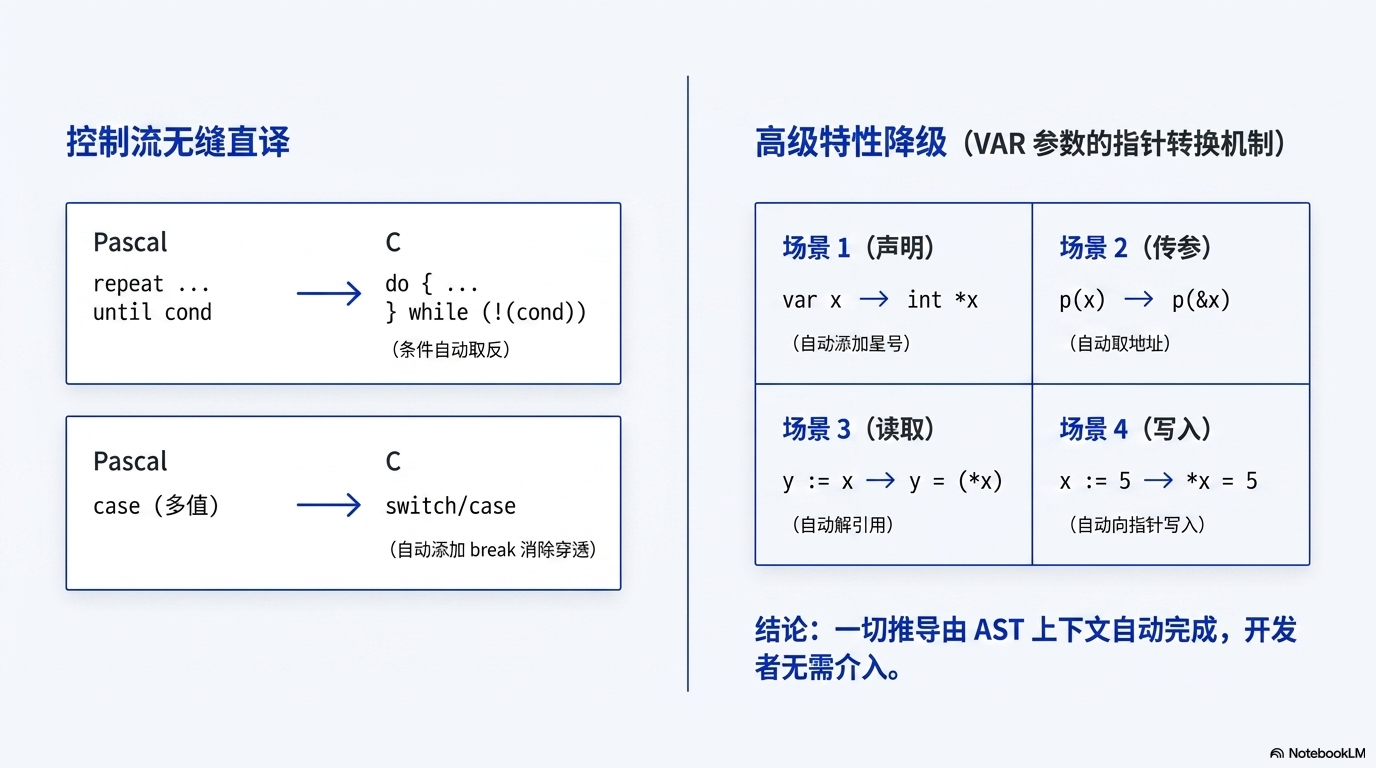 控制流无缝直译
Pascal
repeat ...
until cond
C
do { ...
} while (!(cond))
（条件自动取反）
Pascal
case (多值)
C
switch/case
（自动添加 break 消除穿透）
高级特性降级（VAR 参数的指针转换机制）
场景 1（声明）
var x → int *x
（自动添加星号）
场景 2（传参）
p(x) → p(&x)
（自动取地址）
场景 3（读取）
y := x → y = (*x)
（自动解引用）
场景 4（写入）
x := 5 → *x = 5
（自动向指针写入）
结论：一切推导由 AST 上下文自动完成，开发
者无需介入。
NotebookLM